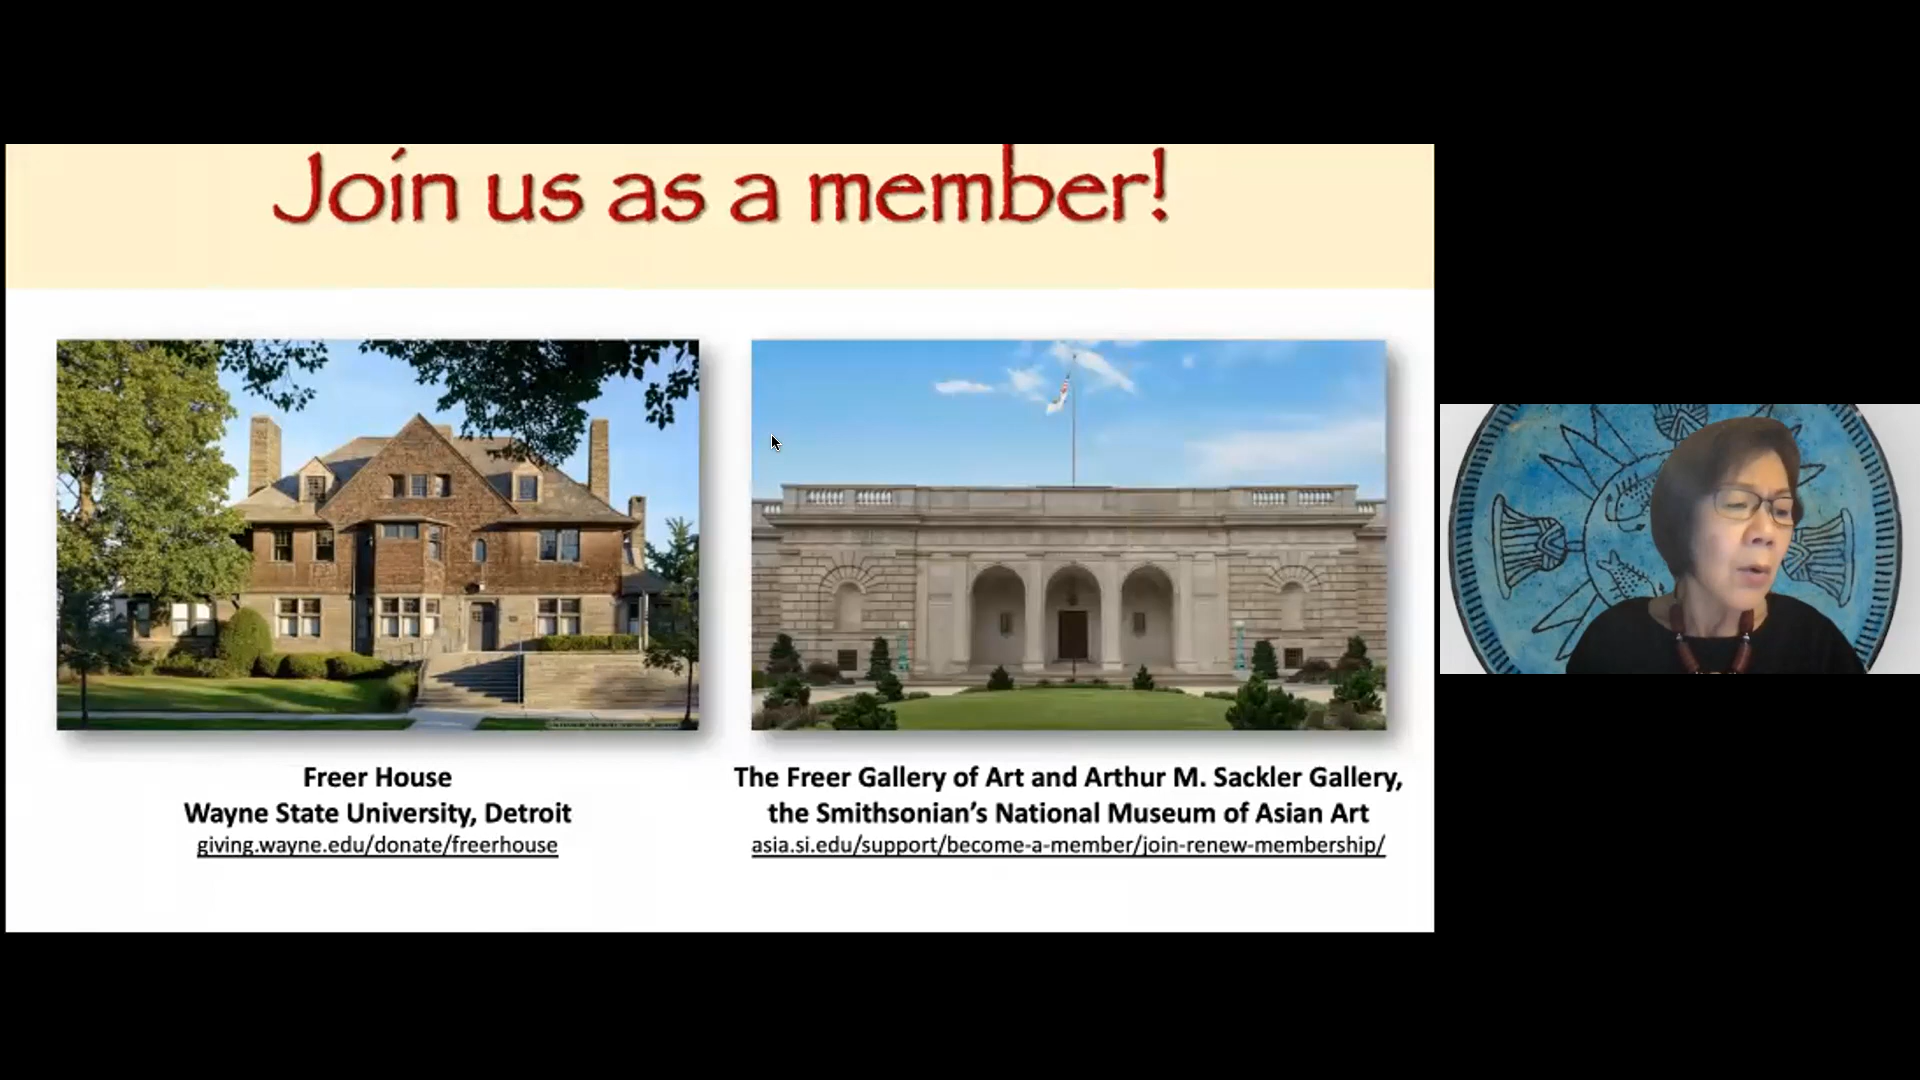 Join us as a member!
Freer House
Wayne State University, Detroit
giving.wayne.edu/donate/freerhouse
The Freer Gallery of Art and Arthur M. Sackler Gallery,
the Smithsonian’s National Museum of Asian Art
asia.si.edu/support/become-a-member/join-renew-membership/